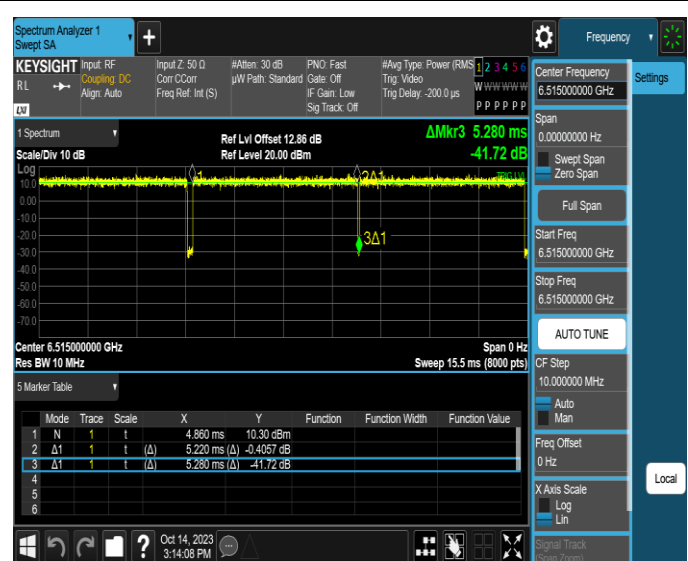 Spectrum Analyzer 1
Swept SA
+
Frequency
KEYSIGHT
RL
LXI
Input: RF
Coupling: DC
Align: Auto
Input Z: 50 Ω
Corr CCorr
Freq Ref: Int (S)
#Atten: 30 dB
µW Path: Standard
PNO: Fast
Gate: Off
IF Gain: Low
Sig Track: Off
#Avg Type: Power (RMS
Trig: Video
Trig Delay: -200.0 µs
1 2 3 4 5 6
W W W W W W
P P P P P P
1 Spectrum
Scale/Div 10 dB
Ref Lvl Offset 12.86 dB
Ref Level 20.00 dBm
ΔMkr3 5.280 ms
-41.72 dB
Log
10.0
0.00
-10.0
-20.0
-30.0
-40.0
-50.0
-60.0
-70.0
1
2Δ1
3Δ1
TRIG LVL
Center 6.515000000 GHz
Res BW 10 MHz
Span 0 Hz
Sweep 15.5 ms (8000 pts)
5 Marker Table
Mode Trace Scale X Y Function Function Width Function Value
1 N 1 t 4.860 ms 10.30 dBm
2 Δ1 1 t (Δ) 5.220 ms (Δ) -0.4057 dB
3 Δ1 1 t (Δ) 5.280 ms (Δ) -41.72 dB
4
5
6
?
Oct 14, 2023
3:14:08 PM
Center Frequency
6.515000000 GHz
Span
0.00000000 Hz
Swept Span
Zero Span
Full Span
Start Freq
6.515000000 GHz
Stop Freq
6.515000000 GHz
AUTO TUNE
CF Step
10.000000 MHz
Auto
Man
Freq Offset
0 Hz
X Axis Scale
Log
Lin
Signal Track
(Span Zoom)
Settings
Local